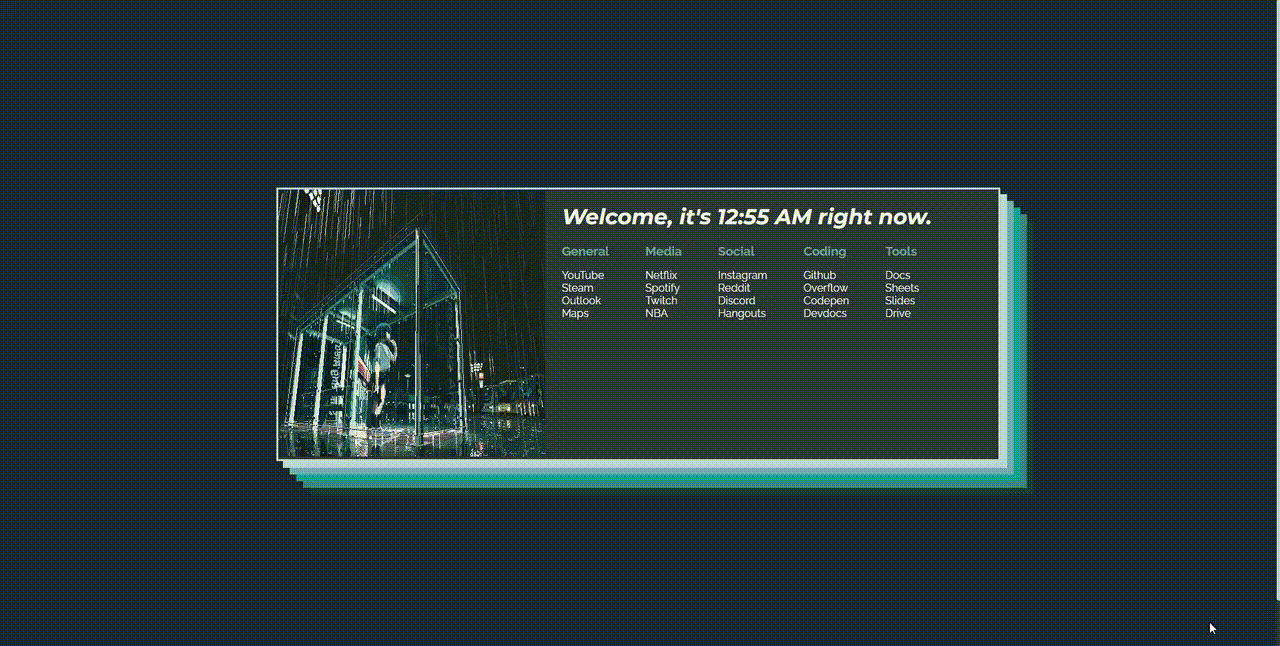 Welcome, it's 12:55 AM right now.
General Media Social Coding Tools
YouTube Netflix Instagram Github Docs
Steam Spotify Reddit Overflow Sheets
Outlook Twitch Discord Codepen Slides
Maps NBA Hangouts Devdocs Drive